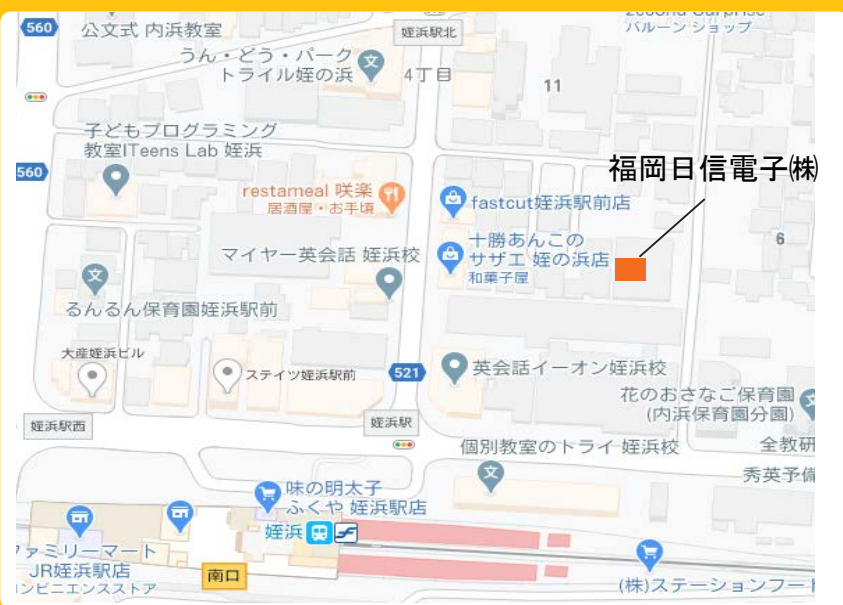 560
公文式 内浜教室
姪浜駅北
バルーン ショップ
うん・どう・パーク
トライル姪の浜
4丁目
11
子どもプログラミング
教室ITeens Lab 姪浜
560
福岡日信電子㈱
restameal 咲楽
居酒屋・お手頃
fastcut姪浜駅前店
マイヤー英会話 姪浜校
十勝あんこの
サザエ 姪の浜店
和菓子屋
6
るんるん保育園姪浜駅前
大産姪浜ビル
ステイツ姪浜駅前
521
英会話イーオン姪浜校
花のおさなご保育園
(内浜保育園分園)
姪浜駅西
姪浜駅
個別教室のトライ 姪浜校
全教研
秀英予備
味の明太子
ふくや 姪浜駅店
姪浜
ファミリーマート
JR姪浜駅店
コンビニエンスストア
南口
(株)ステーションフード